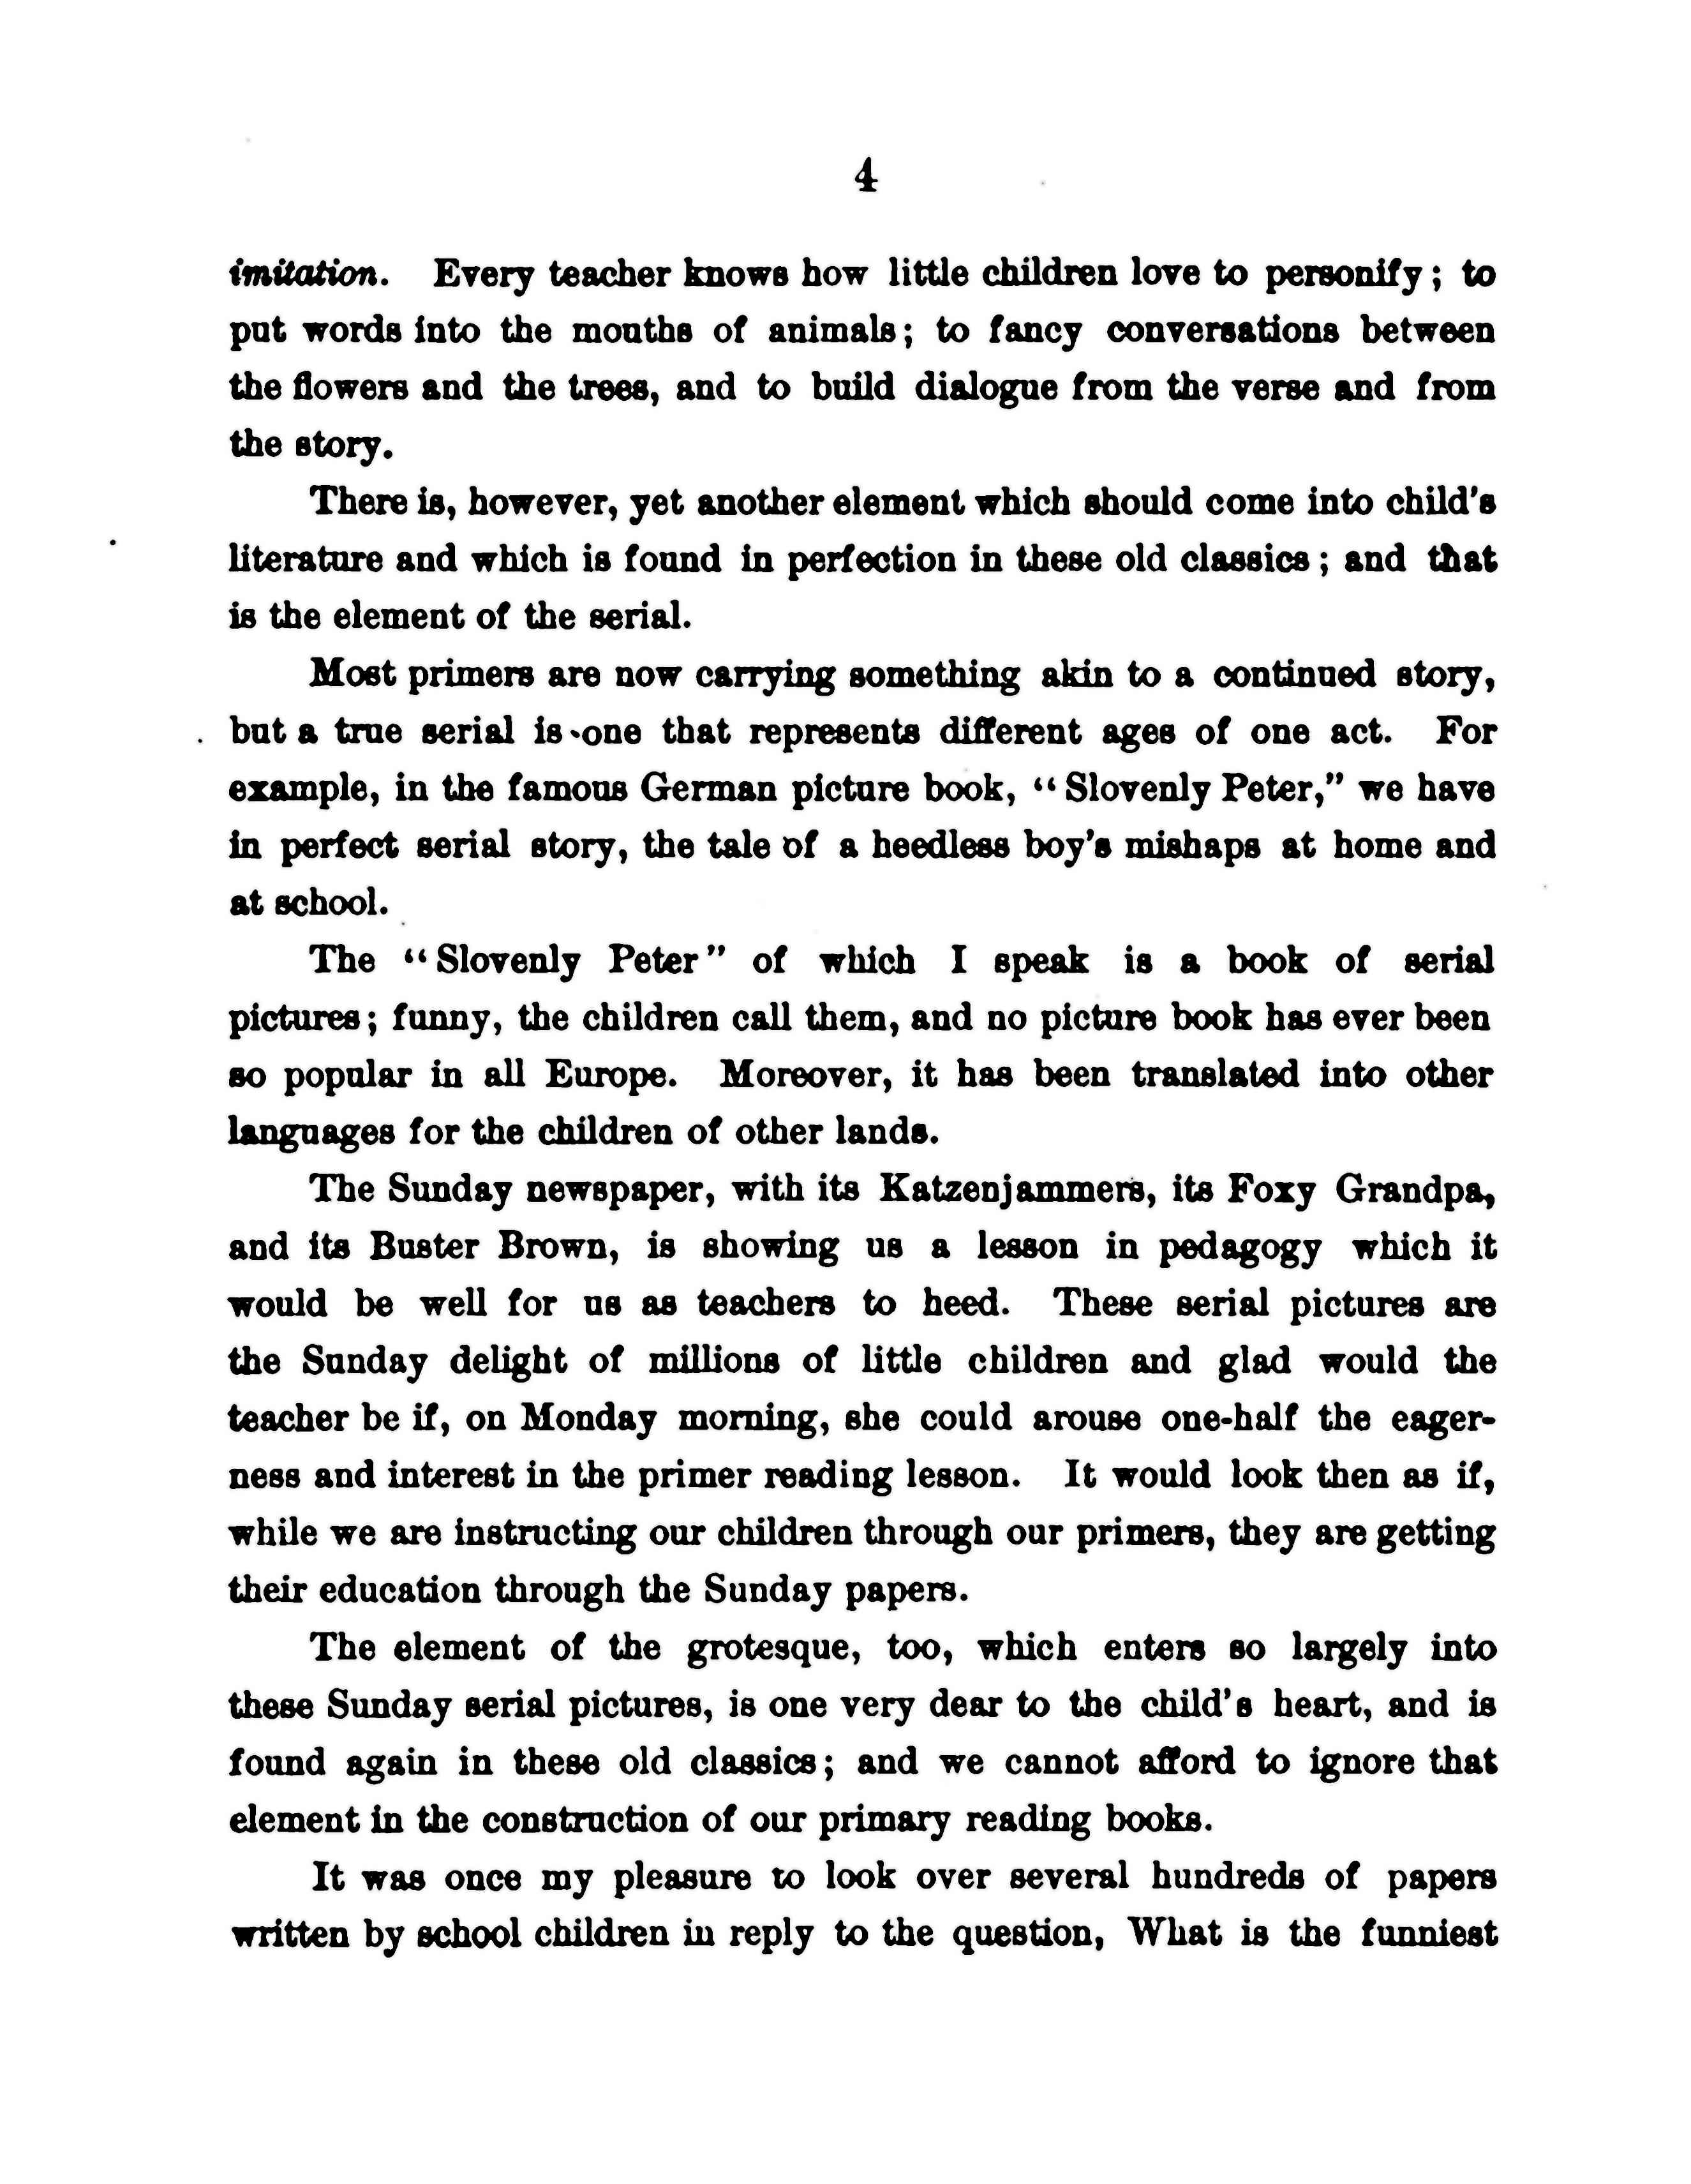 4
imitation. Every teacher knows how little children love to personify; to
put words into the mouths of animals; to fancy conversations between
the flowers and the trees, and to build dialogue from the verse and from
the story.
There is, however, yet another element which should come into child's
literature and which is found in perfection in these old classics; and that
is the element of the serial.
Most primers are now carrying something akin to a continued story,
but a true serial is one that represents different ages of one act. For
example, in the famous German picture book, "Slovenly Peter," we have
in perfect serial story, the tale of a heedless boy's mishaps at home and
at school.
The "Slovenly Peter" of which I speak is a book of serial
pictures; funny, the children call them, and no picture book has ever been
so popular in all Europe. Moreover, it has been translated into other
languages for the children of other lands.
The Sunday newspaper, with its Katzenjammers, its Foxy Grandpa,
and its Buster Brown, is showing us a lesson in pedagogy which it
would be well for us as teachers to heed. These serial pictures are
the Sunday delight of millions of little children and glad would the
teacher be if, on Monday morning, she could arouse one-half the eager-
ness and interest in the primer reading lesson. It would look then as if,
while we are instructing our children through our primers, they are getting
their education through the Sunday papers.
The element of the grotesque, too, which enters so largely into
these Sunday serial pictures, is one very dear to the child's heart, and is
found again in these old classics; and we cannot afford to ignore that
element in the construction of our primary reading books.
It was once my pleasure to look over several hundreds of papers
written by school children in reply to the question, What is the funniest